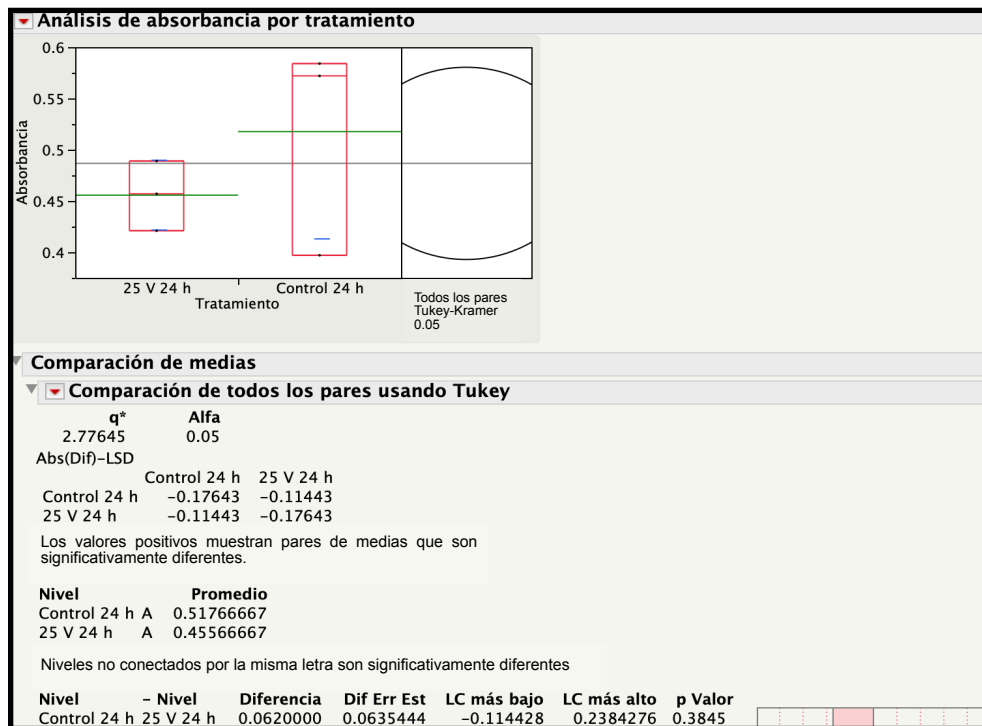 Análisis de absorbancia por tratamiento
0.6
0.55
0.5
0.45
0.4
Absorbancia
25 V 24 h Control 24 h
Tratamiento
Todos los pares
Tukey-Kramer
0.05
Comparación de medias
Comparación de todos los pares usando Tukey
q* Alfa
2.77645 0.05
Abs(Dif)-LSD
Control 24 h 25 V 24 h
Control 24 h -0.17643 -0.11443
25 V 24 h -0.11443 -0.17643
Los valores positivos muestran pares de medias que son
significativamente diferentes.
Nivel Promedio
Control 24 h A 0.51766667
25 V 24 h A 0.45566667
Niveles no conectados por la misma letra son significativamente diferentes
Nivel - Nivel Diferencia Dif Err Est LC más bajo LC más alto p Valor
Control 24 h 25 V 24 h 0.0620000 0.0635444 -0.114428 0.2384276 0.3845